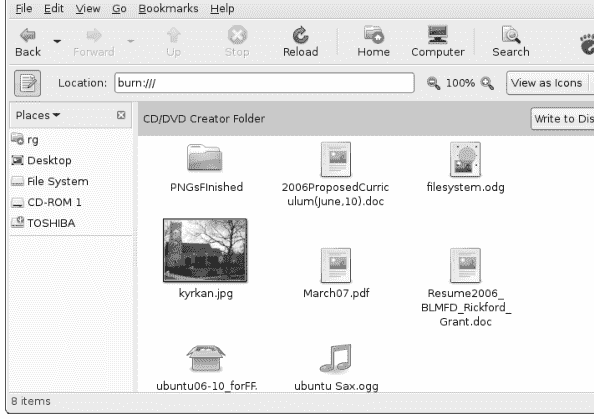 File Edit View Go Bookmarks Help
Back Forward Up Stop Reload Home Computer Search
Location: burn:/// 100% View as Icons
Places CD/DVD Creator Folder Write to Dis
rg
Desktop
File System
CD-ROM 1
TOSHIBA
PNGsFInished
2006ProposedCurric
ulum(June,10).doc
filesystem.odg
kyrkan.jpg
March07.pdf
Resume2006_
BLMFD_Rickford_
Grant.doc
ubuntu06-10_forFF.
ubuntu Sax.ogg
8 items